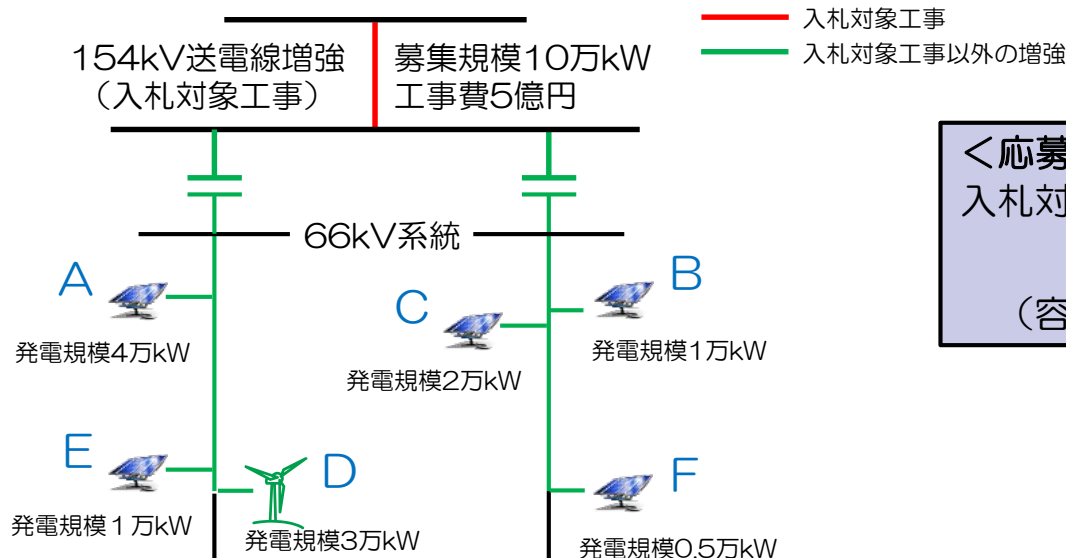 入札対象工事
入札対象工事以外の増強
154kV送電線増強
（入札対象工事）
募集規模10万kW
工事費5億円
＜応募
入札対
（容
66kV系統
A
発電規模4万kW
B
発電規模1万kW
C
発電規模2万kW
E
発電規模１万kW
D
発電規模3万kW
F
発電規模0.5万kW